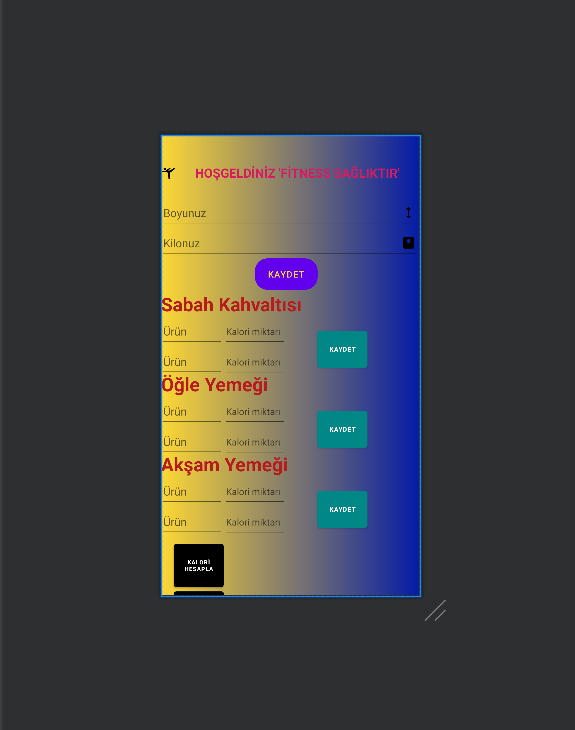 HOŞGELDİNİZ 'FİTNESS SAĞLIKTIR'
Boyunuz
Kilonuz
KAYDET
Sabah Kahvaltısı
Ürün Kalori miktarı
KAYDET
Ürün Kalori miktarı
Öğle Yemeği
Ürün Kalori miktarı
KAYDET
Ürün Kalori miktarı
Akşam Yemeği
Ürün Kalori miktarı
KAYDET
Ürün Kalori miktarı
KALORİ
HESAPLA